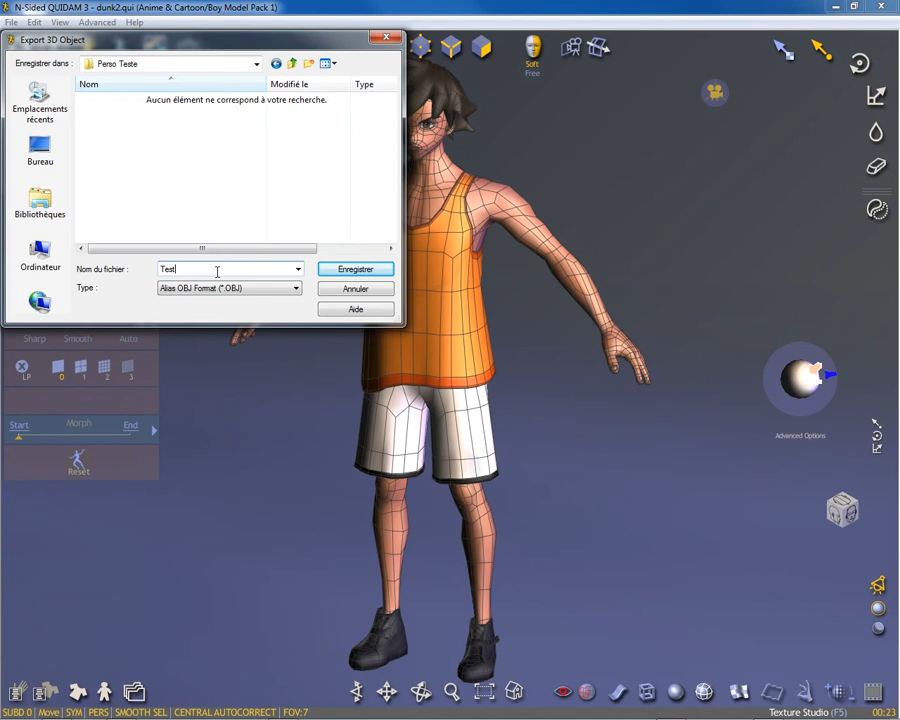 N-Sided QUIDAM 3 - dunk2.qui (Anime & Cartoon/Boy Model Pack 1)
File Edit View Advanced Help
Export 3D Object
Enregistrer dans : Perso Teste
Nom Modifié le Type
Aucun élément ne correspond à votre recherche.
Emplacements récents
Bureau
Bibliothèques
Ordinateur
Nom du fichier : Test Enregistrer
Type : Alias OBJ Format (*.OBJ) Annuler
Aide
Soft
Free
Sharp Smooth Auto
LP 0 1 2 3
Start Morph End
Reset
Advanced Options
SUBD 0 Move SYM PERS SMOOTH SEL CENTRAL AUTOCORRECT FOV:7 Texture Studio (F5) 00:23